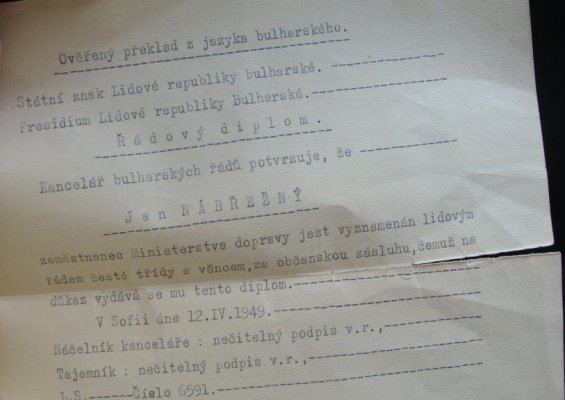 Ověřený překlad z jazyka bulharského.
Státní znak Lidové republiky bulharské.
Presídium Lidové republiky Bulharské.
Řádový diplom.
Kancelář bulharských řádů potvrzuje, že
Jan NÁBŘEŽNÝ
zaměstnanec Ministerstva dopravy jest vyznamenán lidovým
řádem šesté třídy s věncem,za občanskou zásluhu,čemuž na
důkaz vydává se mu tento diplom.
V Sofii dne 12.IV.1949.
Náčelník kanceláře : nečitelný podpis v.r.,
Tajemník : nečitelný podpis v.r.,
L.S.------Číslo 6591.